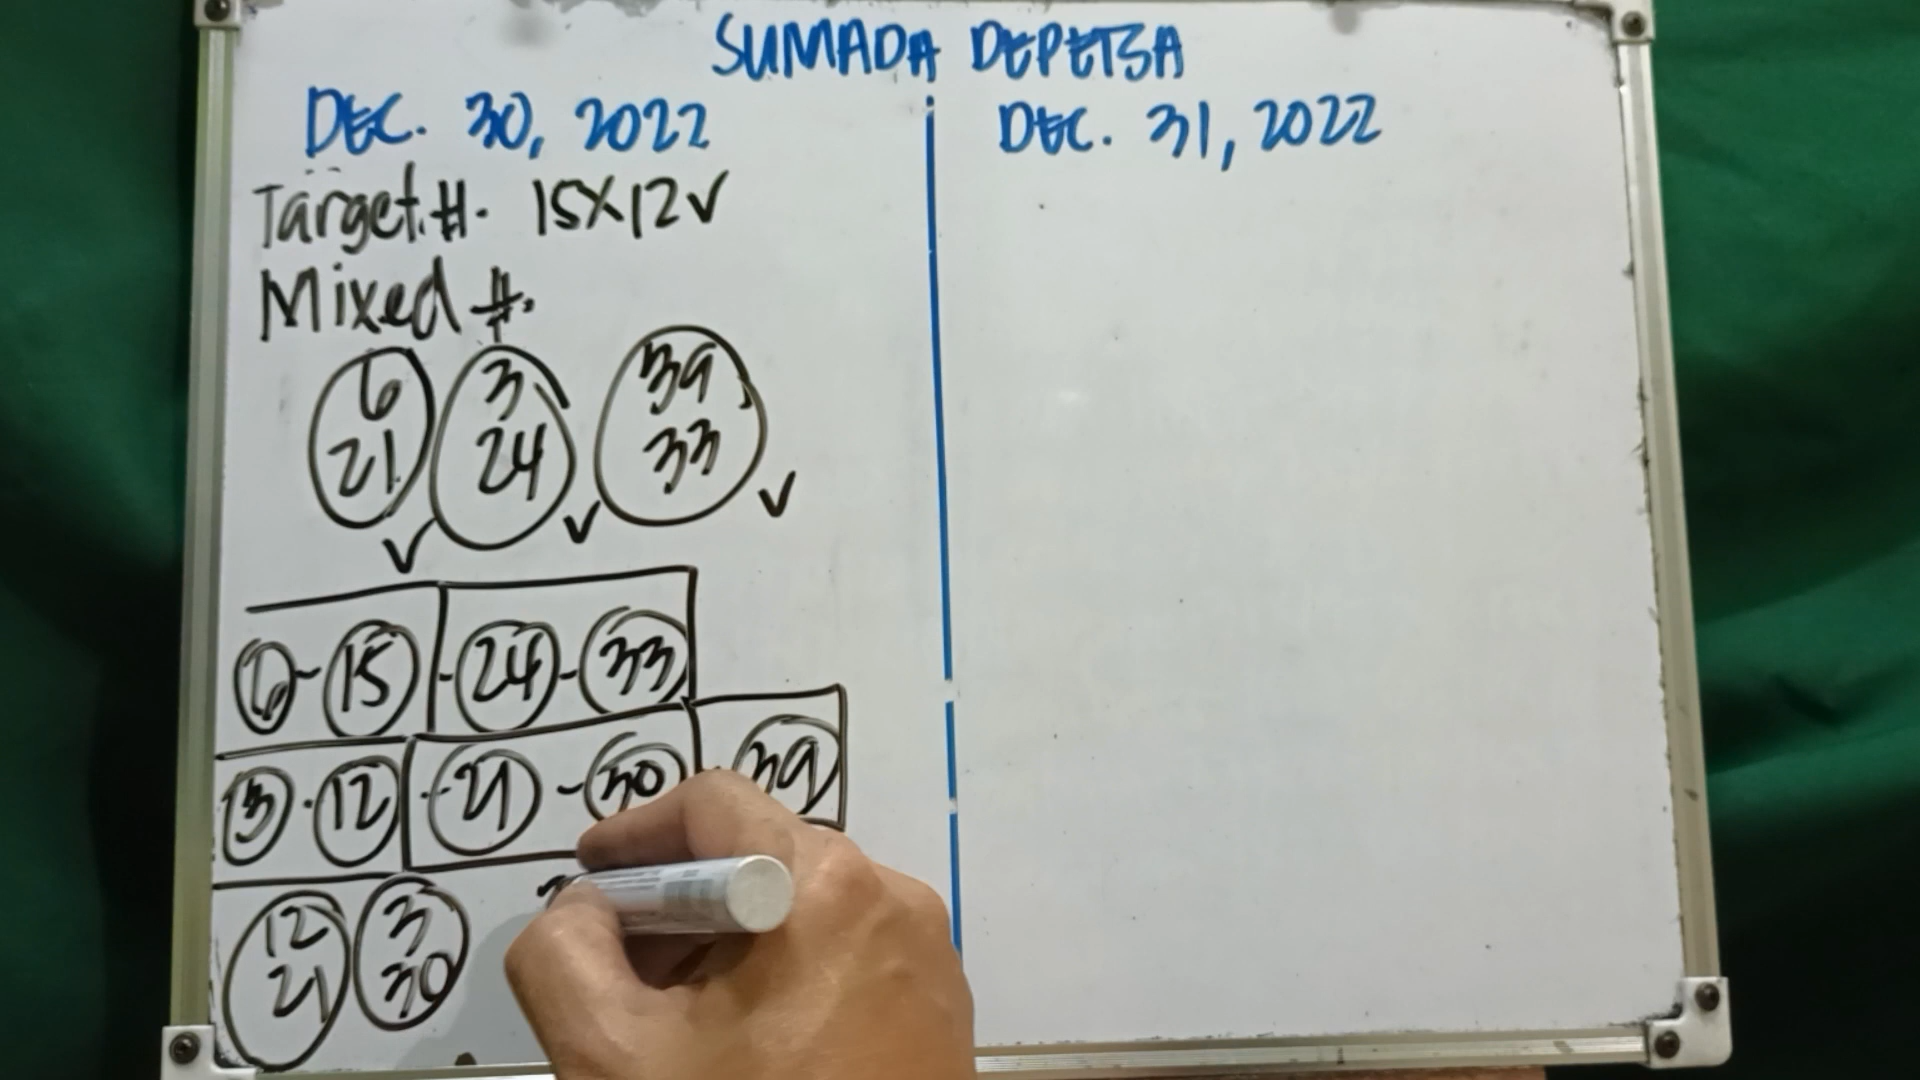 SUMADA DEPETSA
DEC. 30, 2022
Target #. 15X12✓
Mixed #.
6 3 39
21 24 33
✓ ✓ ✓
6-15-24-33
3-12-21-30-39
12 3
21 30
DEC. 31, 2022